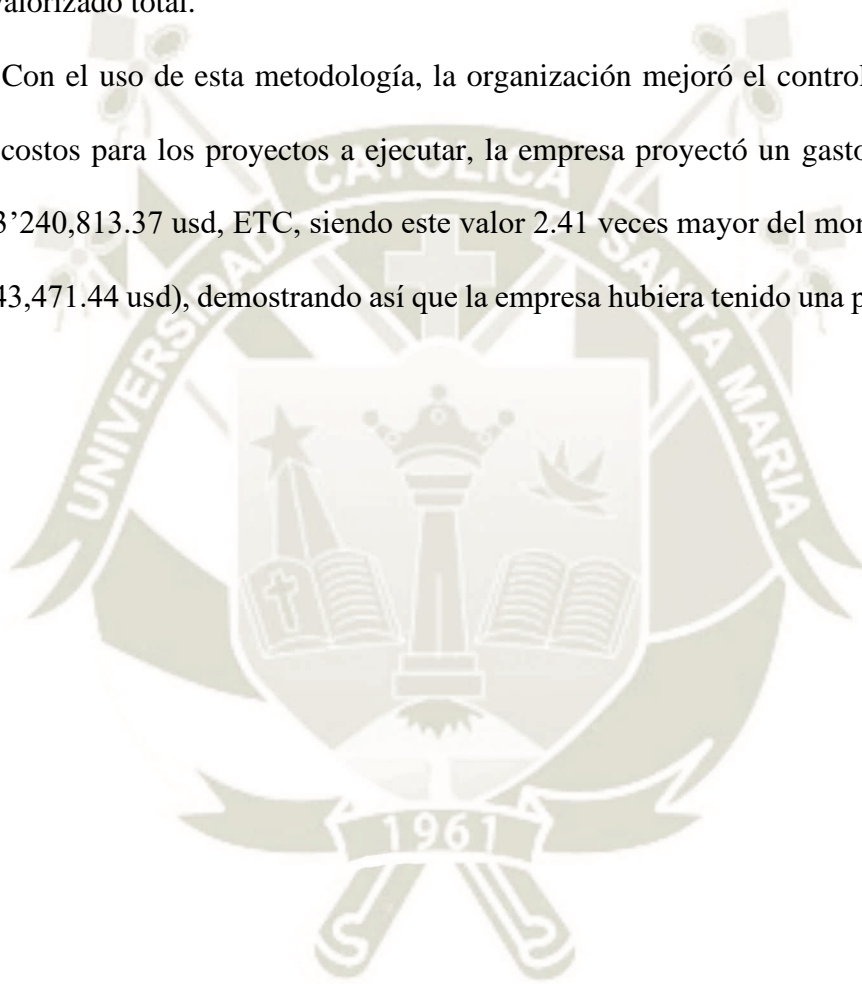 valorizado total.
Con el uso de esta metodología, la organización mejoró el control
costos para los proyectos a ejecutar, la empresa proyectó un gasto
3’240,813.37 usd, ETC, siendo este valor 2.41 veces mayor del mon
43,471.44 usd), demostrando así que la empresa hubiera tenido una p
UNIVERSIDAD CATOLICA SANTA MARIA
1961